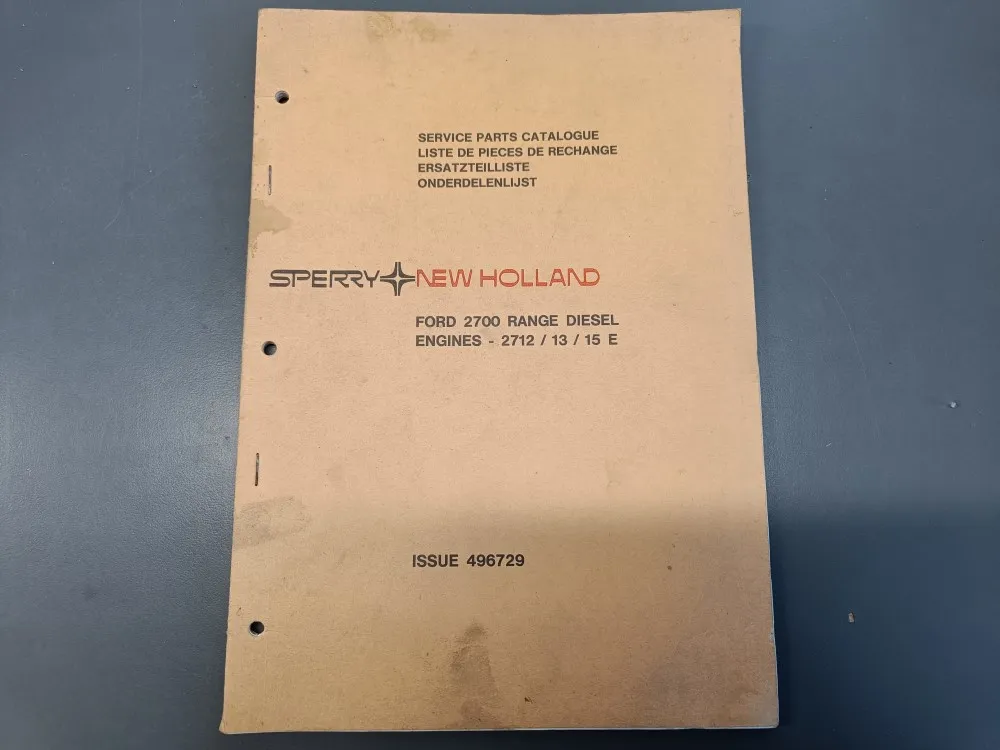 SERVICE PARTS CATALOGUE
LISTE DE PIECES DE RECHANGE
ERSATZTEILLISTE
ONDERDELENLIJST
SPERRY NEW HOLLAND
FORD 2700 RANGE DIESEL
ENGINES - 2712 / 13 / 15 E
ISSUE 496729